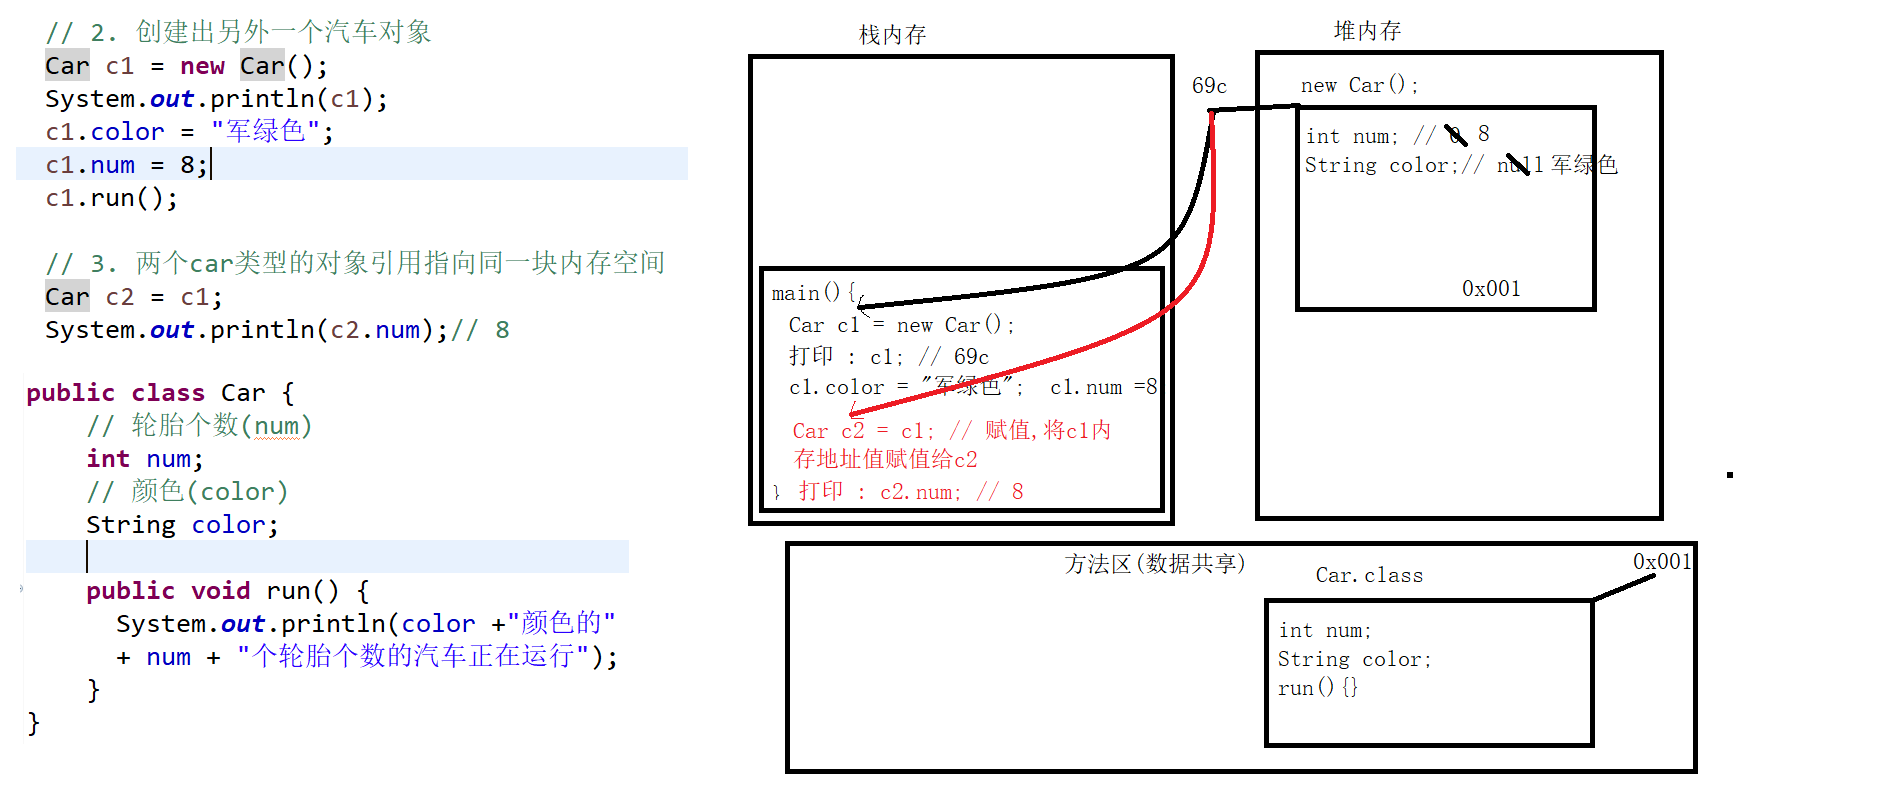 // 2. 创建出另外一个汽车对象
Car c1 = new Car();
System.out.println(c1);
c1.color = "军绿色";
c1.num = 8;
c1.run();
// 3. 两个car类型的对象引用指向同一块内存空间
Car c2 = c1;
System.out.println(c2.num);// 8
public class Car {
// 轮胎个数(num)
int num;
// 颜色(color)
String color;
public void run() {
System.out.println(color +"颜色的"
+ num + "个轮胎个数的汽车正在运行");
}
}
栈内存
main(){
Car c1 = new Car();
打印 : c1; // 69c
c1.color = "军绿色"; c1.num =8
Car c2 = c1; // 赋值,将c1内
存地址值赋值给c2
} 打印 : c2.num; // 8
69c
堆内存
new Car();
int num; // 0 8
String color;// null 军绿色
0x001
方法区(数据共享)
Car.class
0x001
int num;
String color;
run(){}